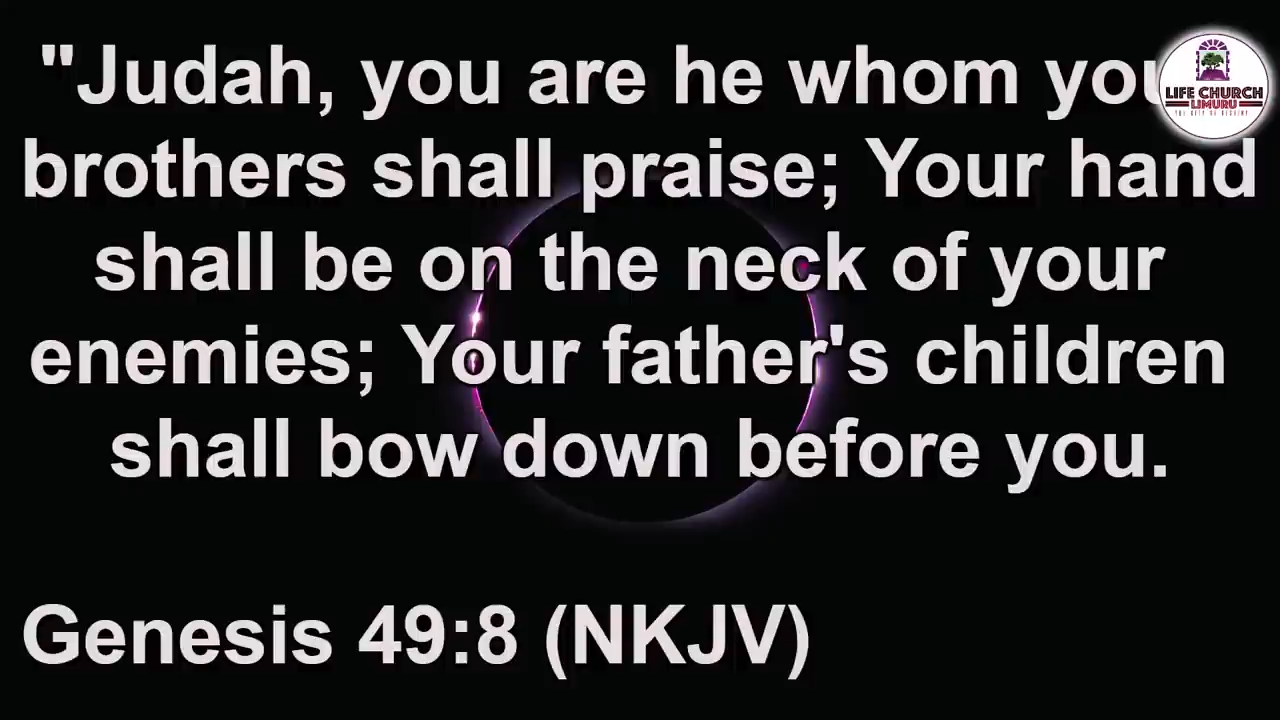 "Judah, you are he whom you
brothers shall praise; Your hand
shall be on the neck of your
enemies; Your father's children
shall bow down before you.
Genesis 49:8 (NKJV)
LIFE CHURCH
LIMURU